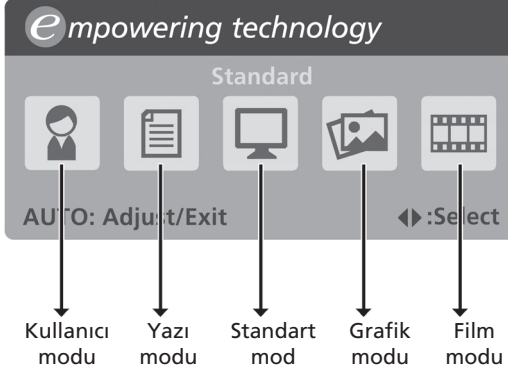 empowering technology
Standard
AUTO: Adjust/Exit :Select
Kullanıcı modu
Yazı modu
Standart mod
Grafik modu
Film modu